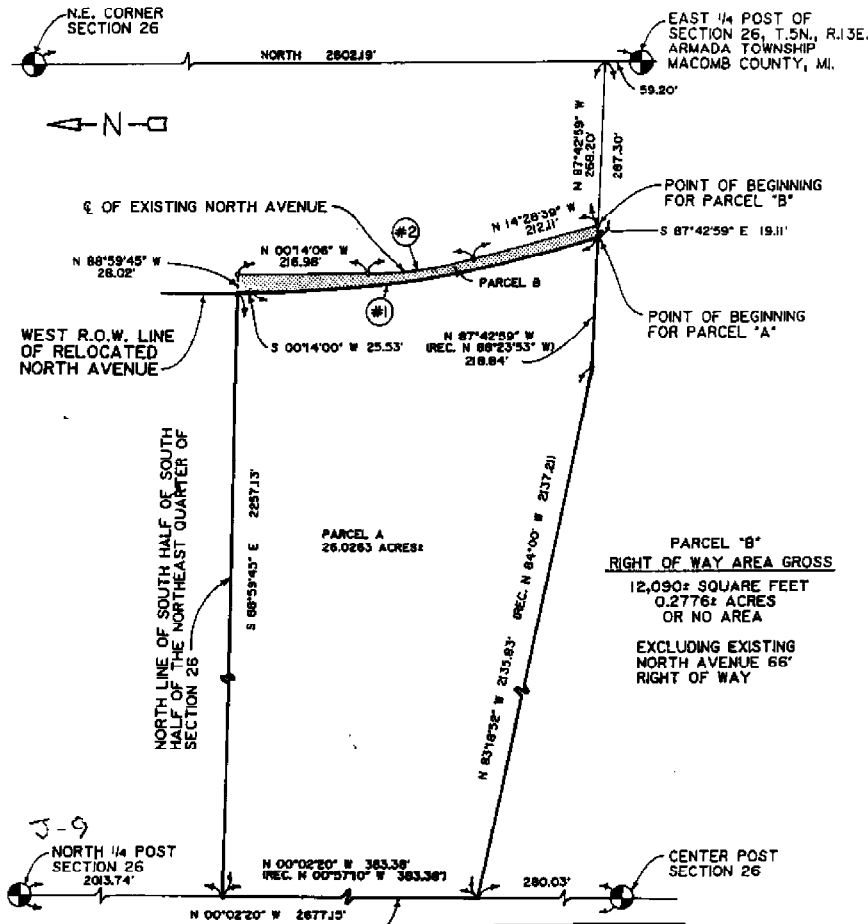 N.E. CORNER
SECTION 26
NORTH 2602.19'
EAST 1/4 POST OF
SECTION 26, T.5N., R.13E.
ARMADA TOWNSHIP
MACOMB COUNTY, MI.
59.20'
N
N 87°42'59" W
268.20'
287.30'
℄ OF EXISTING NORTH AVENUE
#2
N 14°28'39" W
212.11'
POINT OF BEGINNING
FOR PARCEL "B"
S 87°42'59" E 19.11'
N 00°14'06" W
216.98'
N 88°59'45" W
28.02'
PARCEL B
#1
POINT OF BEGINNING
FOR PARCEL "A"
WEST R.O.W. LINE
OF RELOCATED
NORTH AVENUE
S 00°14'00" W 25.53'
N 87°42'59" W
(REC. N 88°23'53" W)
218.84'
NORTH LINE OF SOUTH HALF OF SOUTH
HALF OF THE NORTHEAST QUARTER OF
SECTION 26
S 88°59'45" E 2257.13'
PARCEL A
26.0263 ACRES±
N 83°18'52" W 2135.83' (REC. N 84°00' W 2137.21)
PARCEL "B"
RIGHT OF WAY AREA GROSS
12,090± SQUARE FEET
0.2776± ACRES
OR NO AREA
EXCLUDING EXISTING
NORTH AVENUE 66'
RIGHT OF WAY
J-9
NORTH 1/4 POST
SECTION 26
2013.74'
N 00°02'20" W 383.38'
(REC. N 00°57'10" W 383.38')
280.03'
CENTER POST
SECTION 26
N 00°02'20" W 2677.15'